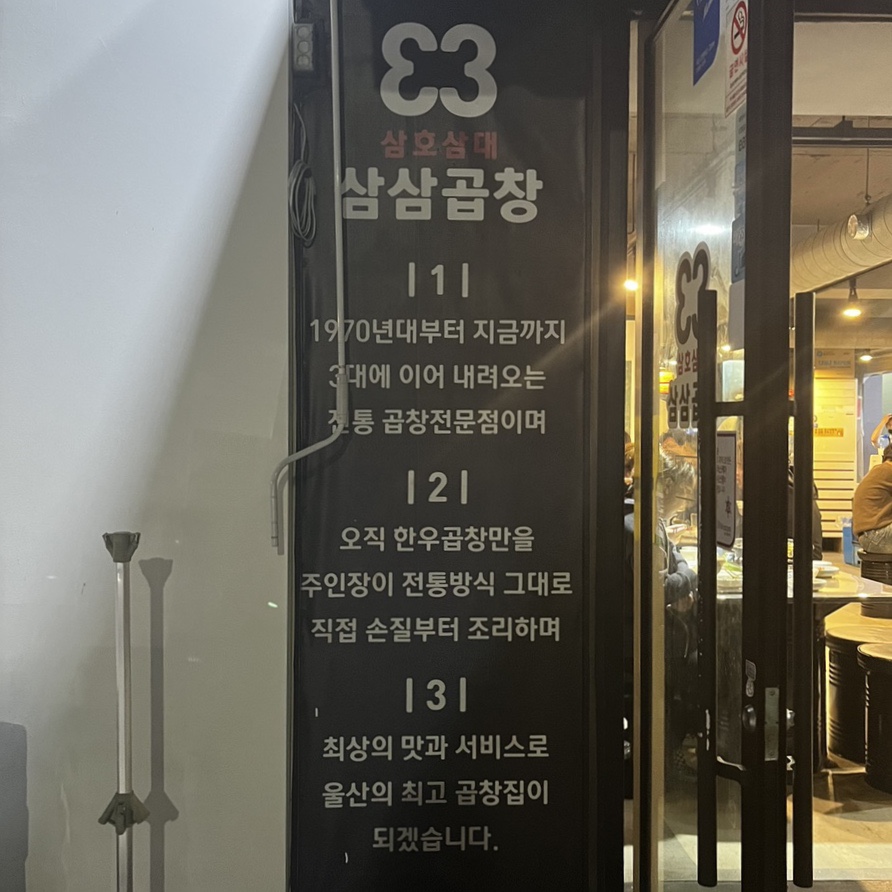 33
삼호삼대
삼삼곱창
|1|
1970년대부터 지금까지
3대에 이어 내려오는
전통 곱창전문점이며
|2|
오직 한우곱창만을
주인장이 전통방식 그대로
직접 손질부터 조리하며
|3|
최상의 맛과 서비스로
울산의 최고 곱창집이
되겠습니다.